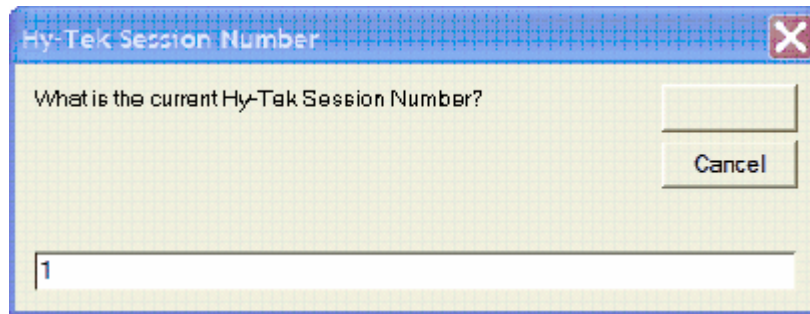 Hy-Tek Session Number
What is the current Hy-Tek Session Number?
Cancel
1